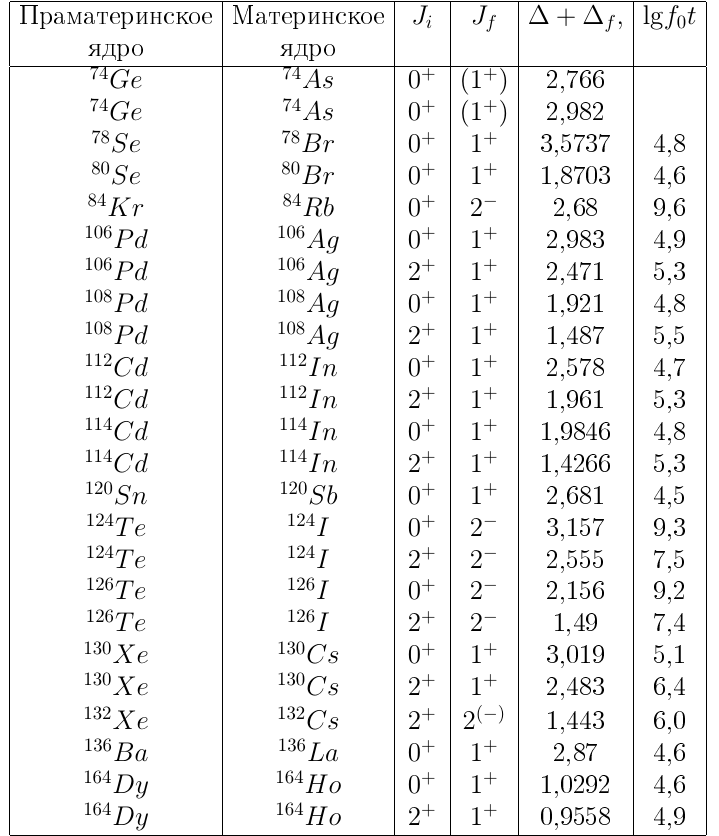 Праматеринское Материнское J_i J_f Δ + Δ_f, lgf_0t
ядро ядро
^{74}Ge ^{74}As 0^+ (1^+) 2,766
^{74}Ge ^{74}As 0^+ (1^+) 2,982
^{78}Se ^{78}Br 0^+ 1^+ 3,5737 4,8
^{80}Se ^{80}Br 0^+ 1^+ 1,8703 4,6
^{84}Kr ^{84}Rb 0^+ 2^- 2,68 9,6
^{106}Pd ^{106}Ag 0^+ 1^+ 2,983 4,9
^{106}Pd ^{106}Ag 2^+ 1^+ 2,471 5,3
^{108}Pd ^{108}Ag 0^+ 1^+ 1,921 4,8
^{108}Pd ^{108}Ag 2^+ 1^+ 1,487 5,5
^{112}Cd ^{112}In 0^+ 1^+ 2,578 4,7
^{112}Cd ^{112}In 2^+ 1^+ 1,961 5,3
^{114}Cd ^{114}In 0^+ 1^+ 1,9846 4,8
^{114}Cd ^{114}In 2^+ 1^+ 1,4266 5,3
^{120}Sn ^{120}Sb 0^+ 1^+ 2,681 4,5
^{124}Te ^{124}I 0^+ 2^- 3,157 9,3
^{124}Te ^{124}I 2^+ 2^- 2,555 7,5
^{126}Te ^{126}I 0^+ 2^- 2,156 9,2
^{126}Te ^{126}I 2^+ 2^- 1,49 7,4
^{130}Xe ^{130}Cs 0^+ 1^+ 3,019 5,1
^{130}Xe ^{130}Cs 2^+ 1^+ 2,483 6,4
^{132}Xe ^{132}Cs 2^+ 2^{(-)} 1,443 6,0
^{136}Ba ^{136}La 0^+ 1^+ 2,87 4,6
^{164}Dy ^{164}Ho 0^+ 1^+ 1,0292 4,6
^{164}Dy ^{164}Ho 2^+ 1^+ 0,9558 4,9